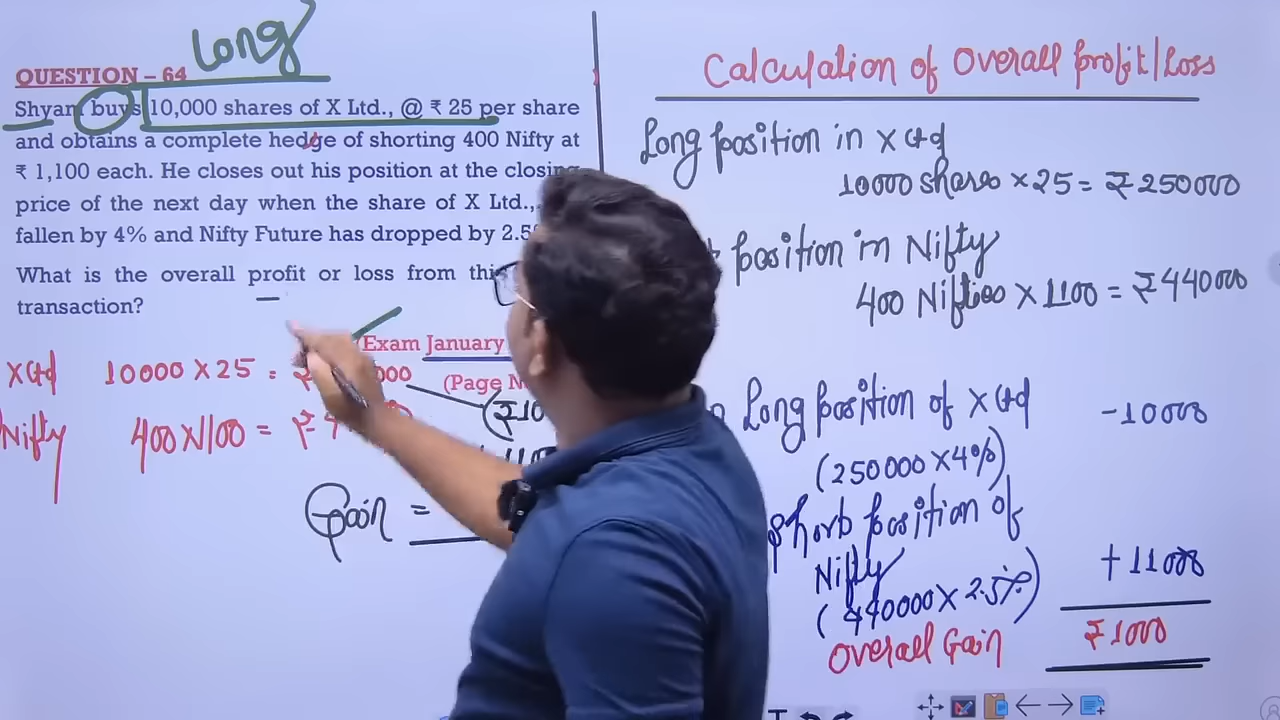 Long
QUESTION – 64
Shyam buys 10,000 shares of X Ltd., @ ₹ 25 per share
and obtains a complete hedge of shorting 400 Nifty at
₹ 1,100 each. He closes out his position at the closing
price of the next day when the share of X Ltd.,
fallen by 4% and Nifty Future has dropped by 2.5
What is the overall profit or loss from this
transaction?
(Exam January
(Page N
X Ltd 10000 X 25 = ₹
Nifty 400 X 1100 = ₹
Gain =
Calculation of Overall profit/Loss
Long position in X Ltd
10000 shares × 25 = ₹ 250000
position in Nifty
400 Nifties × 1100 = ₹ 440000
Long position of X Ltd -10000
(250000 × 4%)
Short position of
Nifty +11000
(440000 × 2.5%)
Overall Gain ₹1000